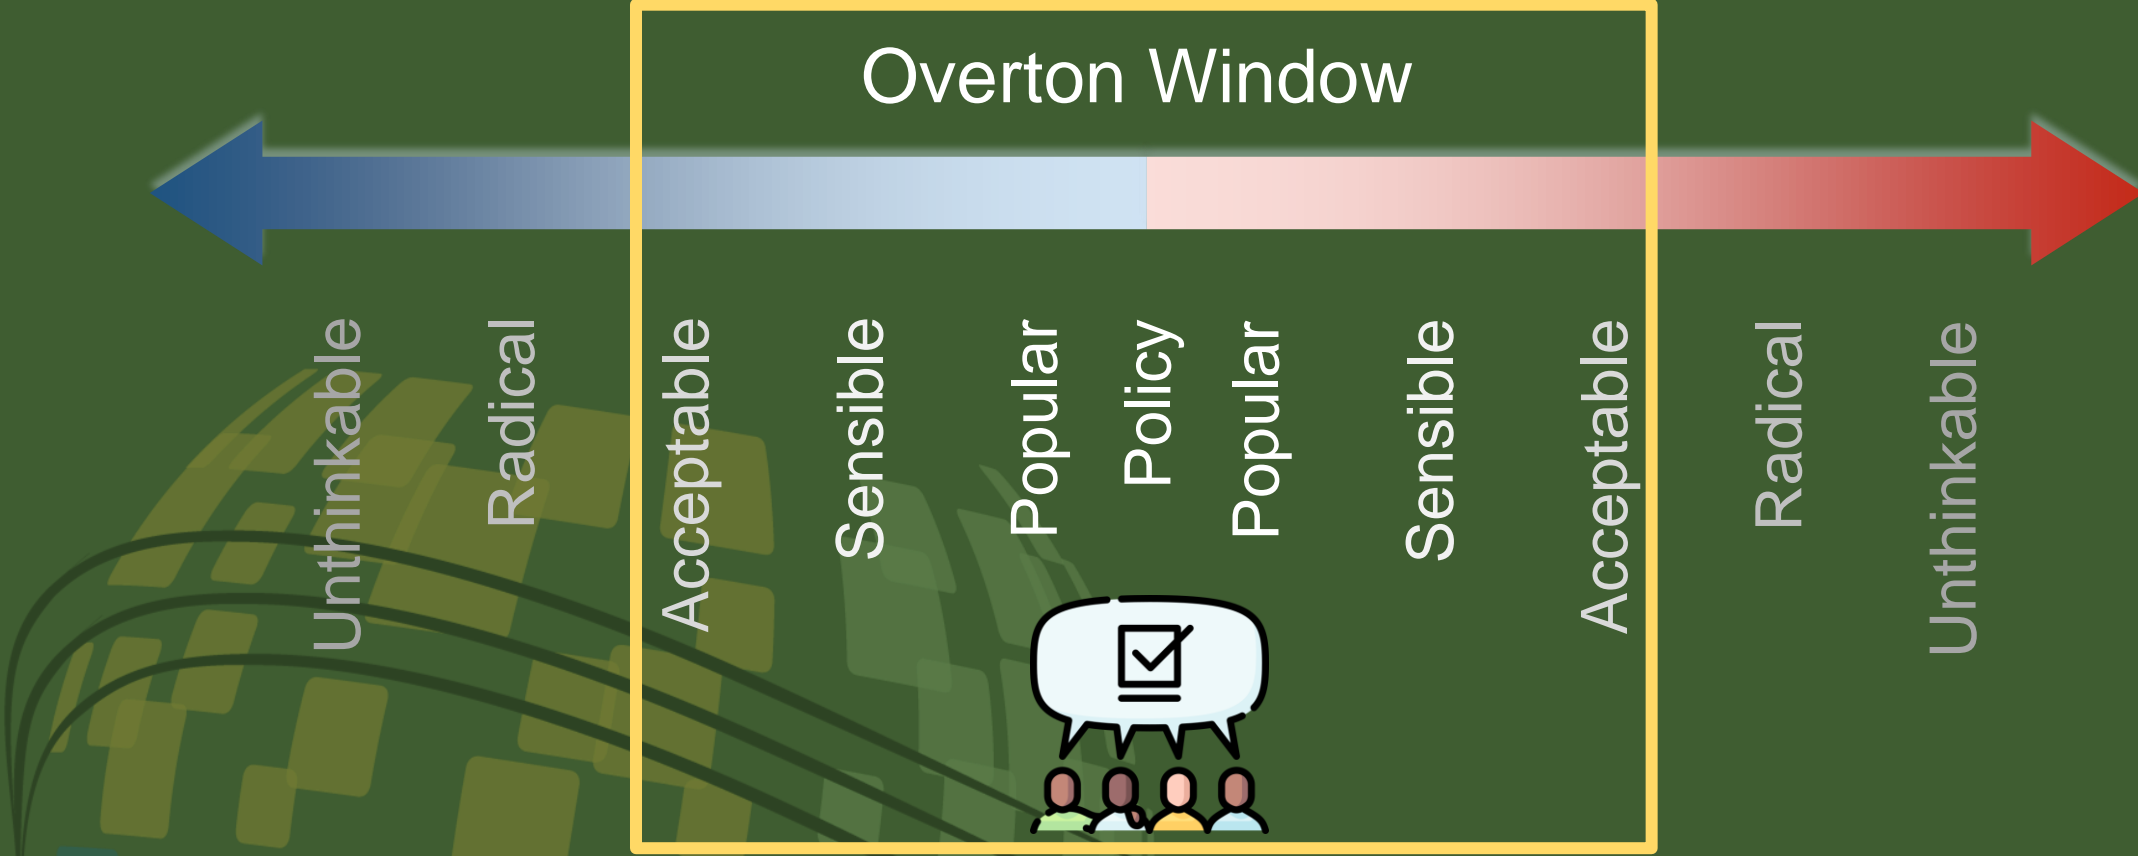 Overton Window
Unthinkable
Radical
Acceptable
Sensible
Popular
Policy
Popular
Sensible
Acceptable
Radical
Unthinkable